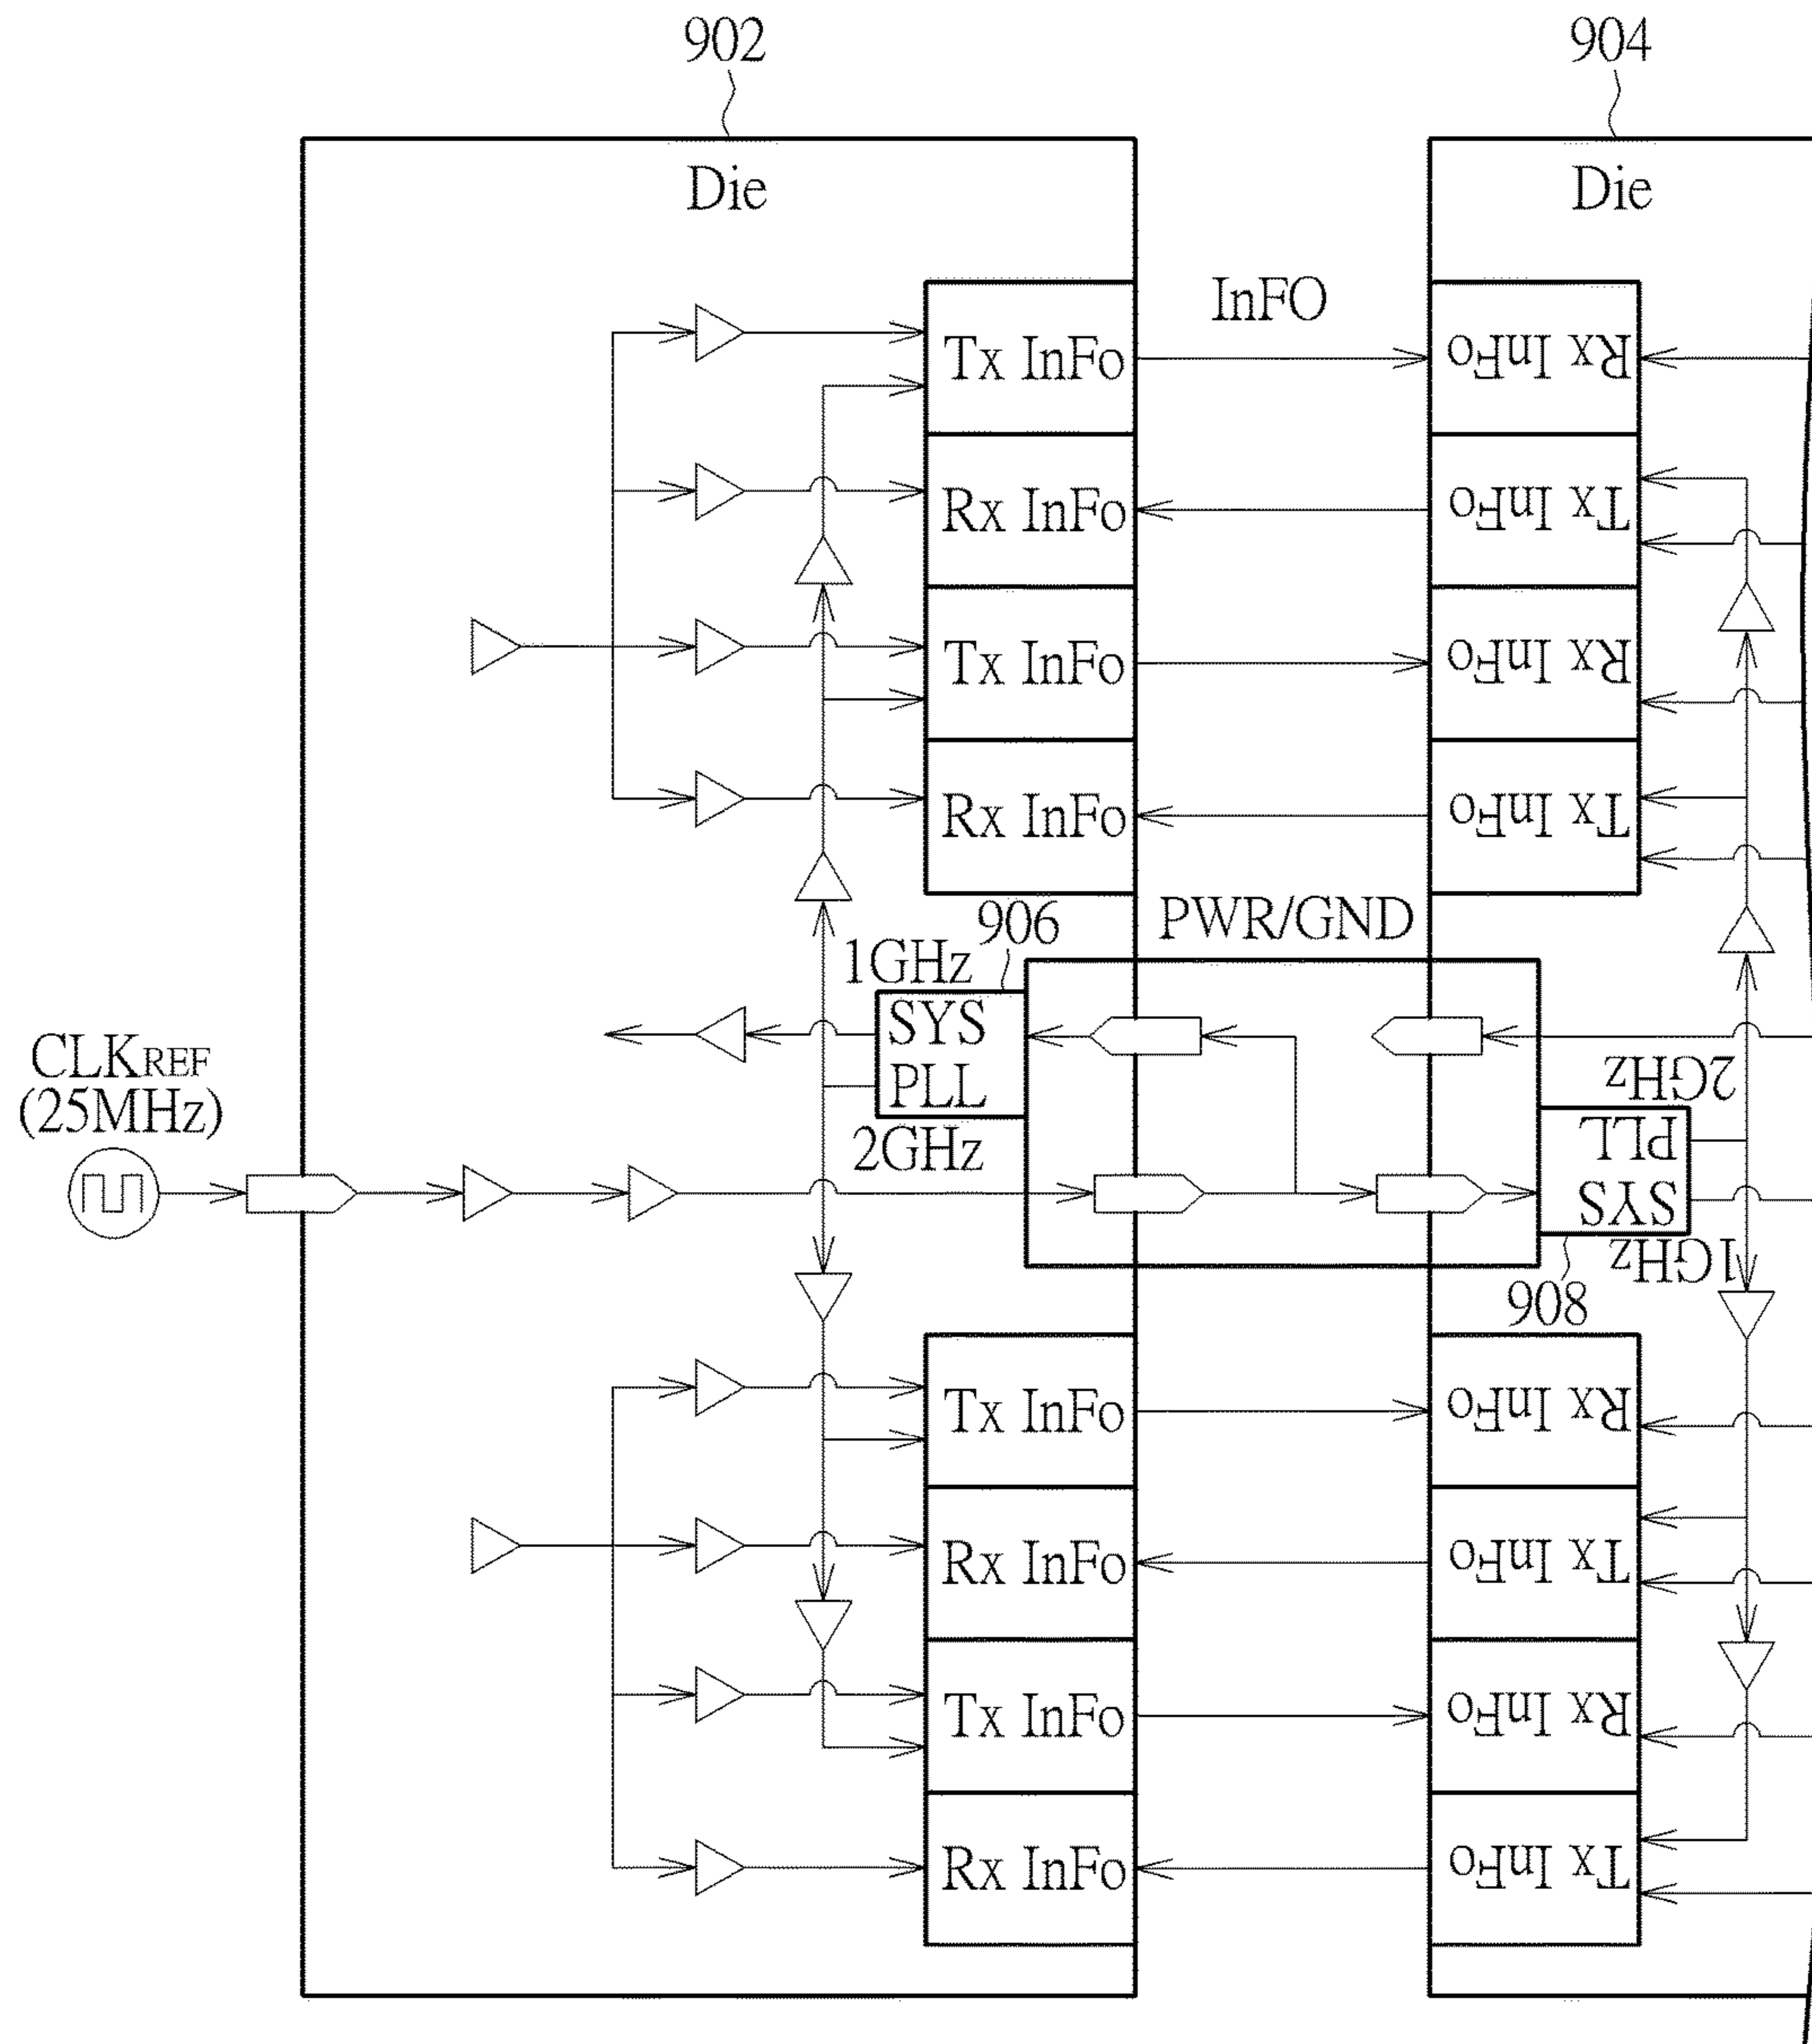 902
904
Die
Die
InFO
Tx InFo
Rx InFo
Rx InFo
Tx InFo
Tx InFo
Rx InFo
Rx InFo
Tx InFo
PWR/GND
906
1GHz
SYS
PLL
2GHz
CLKREF
(25MHz)
2GHz
PLL
SYS
1GHz
908
Tx InFo
Rx InFo
Rx InFo
Tx InFo
Tx InFo
Rx InFo
Rx InFo
Tx InFo